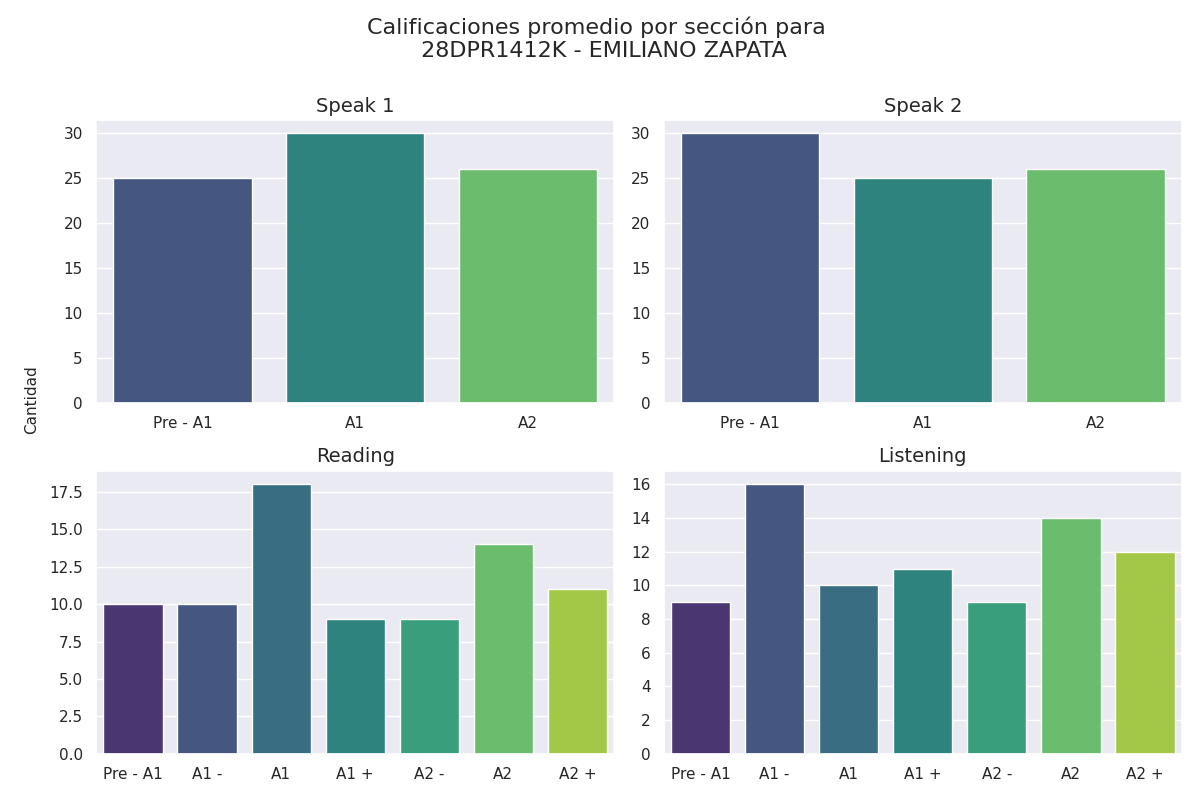 Calificaciones promedio por sección para
28DPR1412K - EMILIANO ZAPATA
Speak 1
30
25
20
15
10
5
0
Pre - A1 A1 A2
Speak 2
30
25
20
15
10
5
0
Pre - A1 A1 A2
Cantidad
Reading
17.5
15.0
12.5
10.0
7.5
5.0
2.5
0.0
Pre - A1 A1 - A1 A1 + A2 - A2 A2 +
Listening
16
14
12
10
8
6
4
2
0
Pre - A1 A1 - A1 A1 + A2 - A2 A2 +